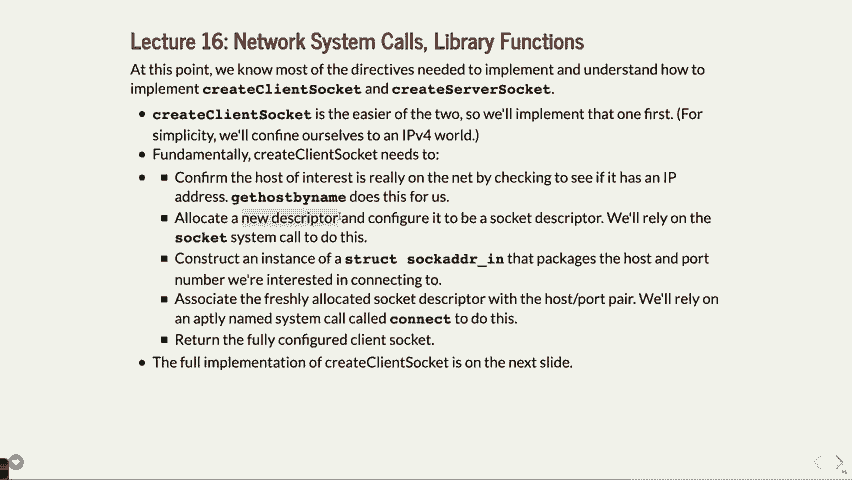 Lecture 16: Network System Calls, Library Functions
At this point, we know most of the directives needed to implement and understand how to
implement createClientSocket and createServerSocket.
• createClientSocket is the easier of the two, so we'll implement that one first. (For
simplicity, we'll confine ourselves to an IPv4 world.)
• Fundamentally, createClientSocket needs to:
• ▪ Confirm the host of interest is really on the net by checking to see if it has an IP
address. gethostbyname does this for us.
▪ Allocate a new descriptor and configure it to be a socket descriptor. We'll rely on the
socket system call to do this.
▪ Construct an instance of a struct sockaddr_in that packages the host and port
number we're interested in connecting to.
▪ Associate the freshly allocated socket descriptor with the host/port pair. We'll rely on
an aptly named system call called connect to do this.
▪ Return the fully configured client socket.
• The full implementation of createClientSocket is on the next slide.